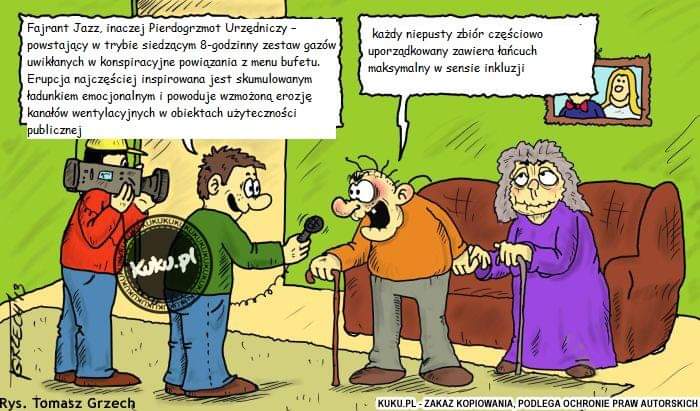 Fajrant Jazz, inaczej Pierdogrzmot Urzędniczy –
powstający w trybie siedzącym 8-godzinny zestaw gazów
uwikłanych w konspiracyjne powiązania z menu bufetu.
Erupcja najczęściej inspirowana jest skumulowanym
ładunkiem emocjonalnym i powoduje wzmożoną erozję
kanałów wentylacyjnych w obiektach użyteczności
publicznej
każdy niepusty zbiór częściowo
uporządkowany zawiera łańcuch
maksymalny w sensie inkluzji
kuku.pl
GRECH'13
Rys. Tomasz Grzech
KUKU.PL - ZAKAZ KOPIOWANIA, PODLEGA OCHRONIE PRAW AUTORSKICH